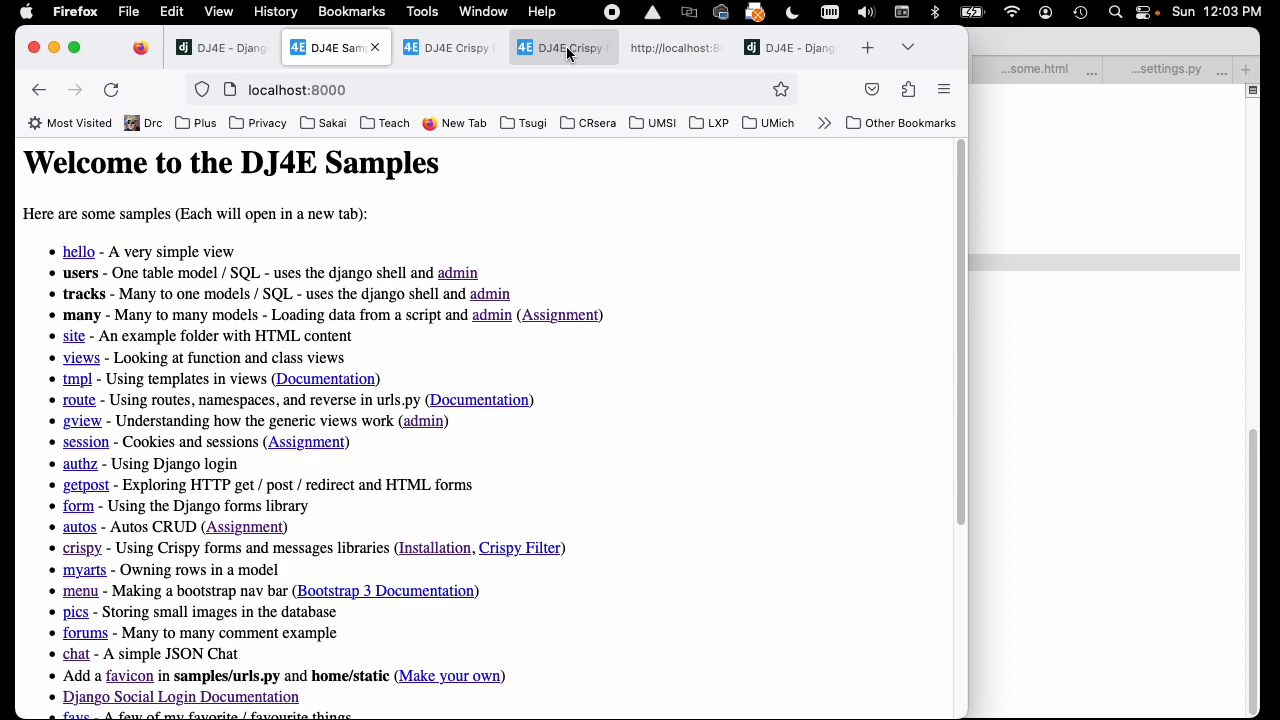 Firefox File Edit View History Bookmarks Tools Window Help Sun 12:03 PM
DJ4E - Djang DJ4E Sam DJ4E Crispy F DJ4E Crispy F http://localhost:8 DJ4E - Djang
...some.html ... ...settings.py ...
localhost:8000
Most Visited Drc Plus Privacy Sakai Teach New Tab Tsugi CRsera UMSI LXP UMich Other Bookmarks
Welcome to the DJ4E Samples
Here are some samples (Each will open in a new tab):
• hello - A very simple view
• users - One table model / SQL - uses the django shell and admin
• tracks - Many to one models / SQL - uses the django shell and admin
• many - Many to many models - Loading data from a script and admin (Assignment)
• site - An example folder with HTML content
• views - Looking at function and class views
• tmpl - Using templates in views (Documentation)
• route - Using routes, namespaces, and reverse in urls.py (Documentation)
• gview - Understanding how the generic views work (admin)
• session - Cookies and sessions (Assignment)
• authz - Using Django login
• getpost - Exploring HTTP get / post / redirect and HTML forms
• form - Using the Django forms library
• autos - Autos CRUD (Assignment)
• crispy - Using Crispy forms and messages libraries (Installation, Crispy Filter)
• myarts - Owning rows in a model
• menu - Making a bootstrap nav bar (Bootstrap 3 Documentation)
• pics - Storing small images in the database
• forums - Many to many comment example
• chat - A simple JSON Chat
• Add a favicon in samples/urls.py and home/static (Make your own)
• Django Social Login Documentation
• favs - A few of my favorite / favourite things